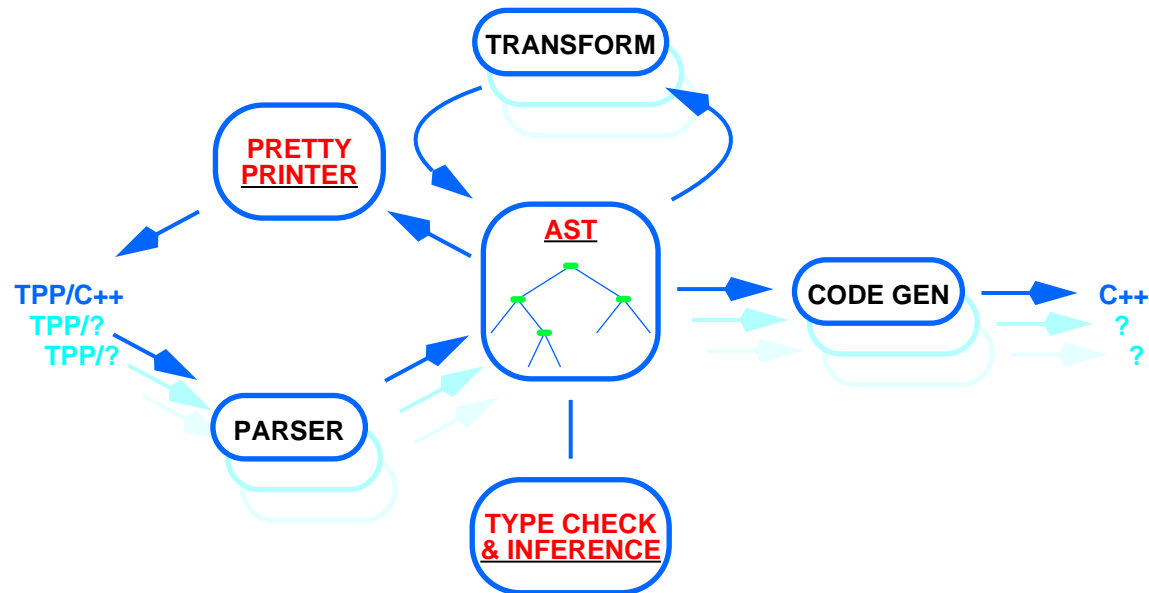 TRANSFORM
PRETTY
PRINTER
AST
TPP/C++
TPP/?
TPP/?
CODE GEN
C++
?
?
PARSER
TYPE CHECK
& INFERENCE